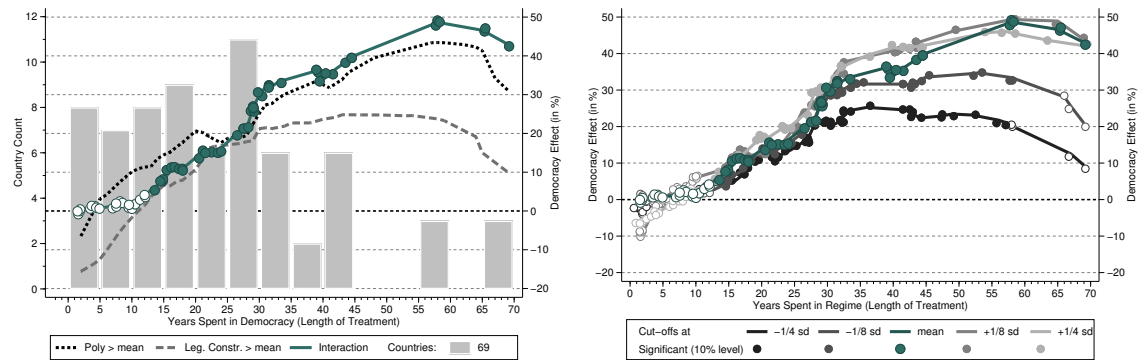 12
10
8
6
4
2
0
Country Count
50
40
30
20
10
0
−10
−20
Democracy Effect (in %)
0 5 10 15 20 25 30 35 40 45 50 55 60 65 70
Years Spent in Democracy (Length of Treatment)
Poly > mean Leg. Constr. > mean Interaction Countries: 69
50
40
30
20
10
0
−10
−20
Democracy Effect (in %)
50
40
30
20
10
0
−10
−20
Democracy Effect (in %)
0 5 10 15 20 25 30 35 40 45 50 55 60 65 70
Years Spent in Regime (Length of Treatment)
Cut−offs at −1/4 sd −1/8 sd mean +1/8 sd +1/4 sd
Significant (10% level)